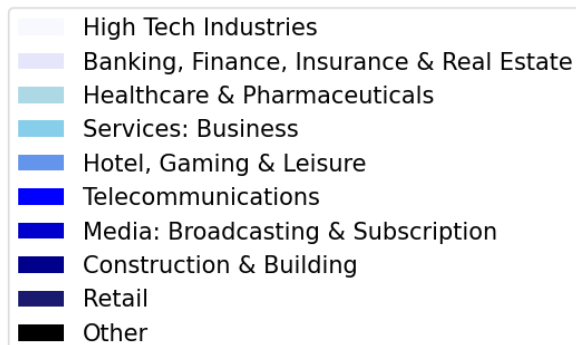 High Tech Industries
Banking, Finance, Insurance & Real Estate
Healthcare & Pharmaceuticals
Services: Business
Hotel, Gaming & Leisure
Telecommunications
Media: Broadcasting & Subscription
Construction & Building
Retail
Other